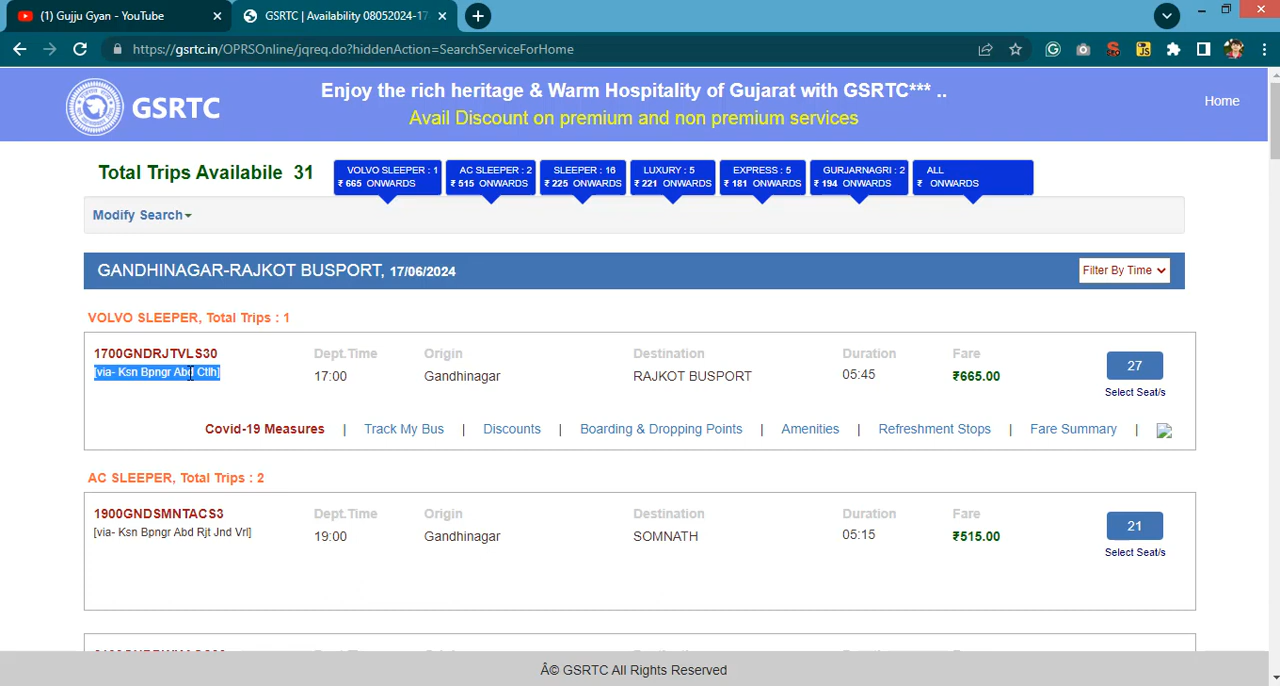 (1) Gujju Gyan - YouTube
GSRTC | Availability 08052024-17
https://gsrtc.in/OPRSOnline/jqreq.do?hiddenAction=SearchServiceForHome
GSRTC
Enjoy the rich heritage & Warm Hospitality of Gujarat with GSRTC*** ..
Avail Discount on premium and non premium services
Home
Total Trips Availabile 31
VOLVO SLEEPER : 1
₹ 665 ONWARDS
AC SLEEPER : 2
₹ 515 ONWARDS
SLEEPER : 16
₹ 225 ONWARDS
LUXURY : 5
₹ 221 ONWARDS
EXPRESS : 5
₹ 181 ONWARDS
GURJARNAGRI : 2
₹ 194 ONWARDS
ALL
₹ ONWARDS
Modify Search
GANDHINAGAR-RAJKOT BUSPORT, 17/06/2024
Filter By Time
VOLVO SLEEPER, Total Trips : 1
1700GNDRJTVLS30 Dept.Time Origin Destination Duration Fare
[via- Ksn Bpngr Abd Ctlh] 17:00 Gandhinagar RAJKOT BUSPORT 05:45 ₹665.00 27
Select Seat/s
Covid-19 Measures | Track My Bus | Discounts | Boarding & Dropping Points | Amenities | Refreshment Stops | Fare Summary |
AC SLEEPER, Total Trips : 2
1900GNDSMNTACS3 Dept.Time Origin Destination Duration Fare
[via- Ksn Bpngr Abd Rjt Jnd Vrl] 19:00 Gandhinagar SOMNATH 05:15 ₹515.00 21
Select Seat/s
Â© GSRTC All Rights Reserved